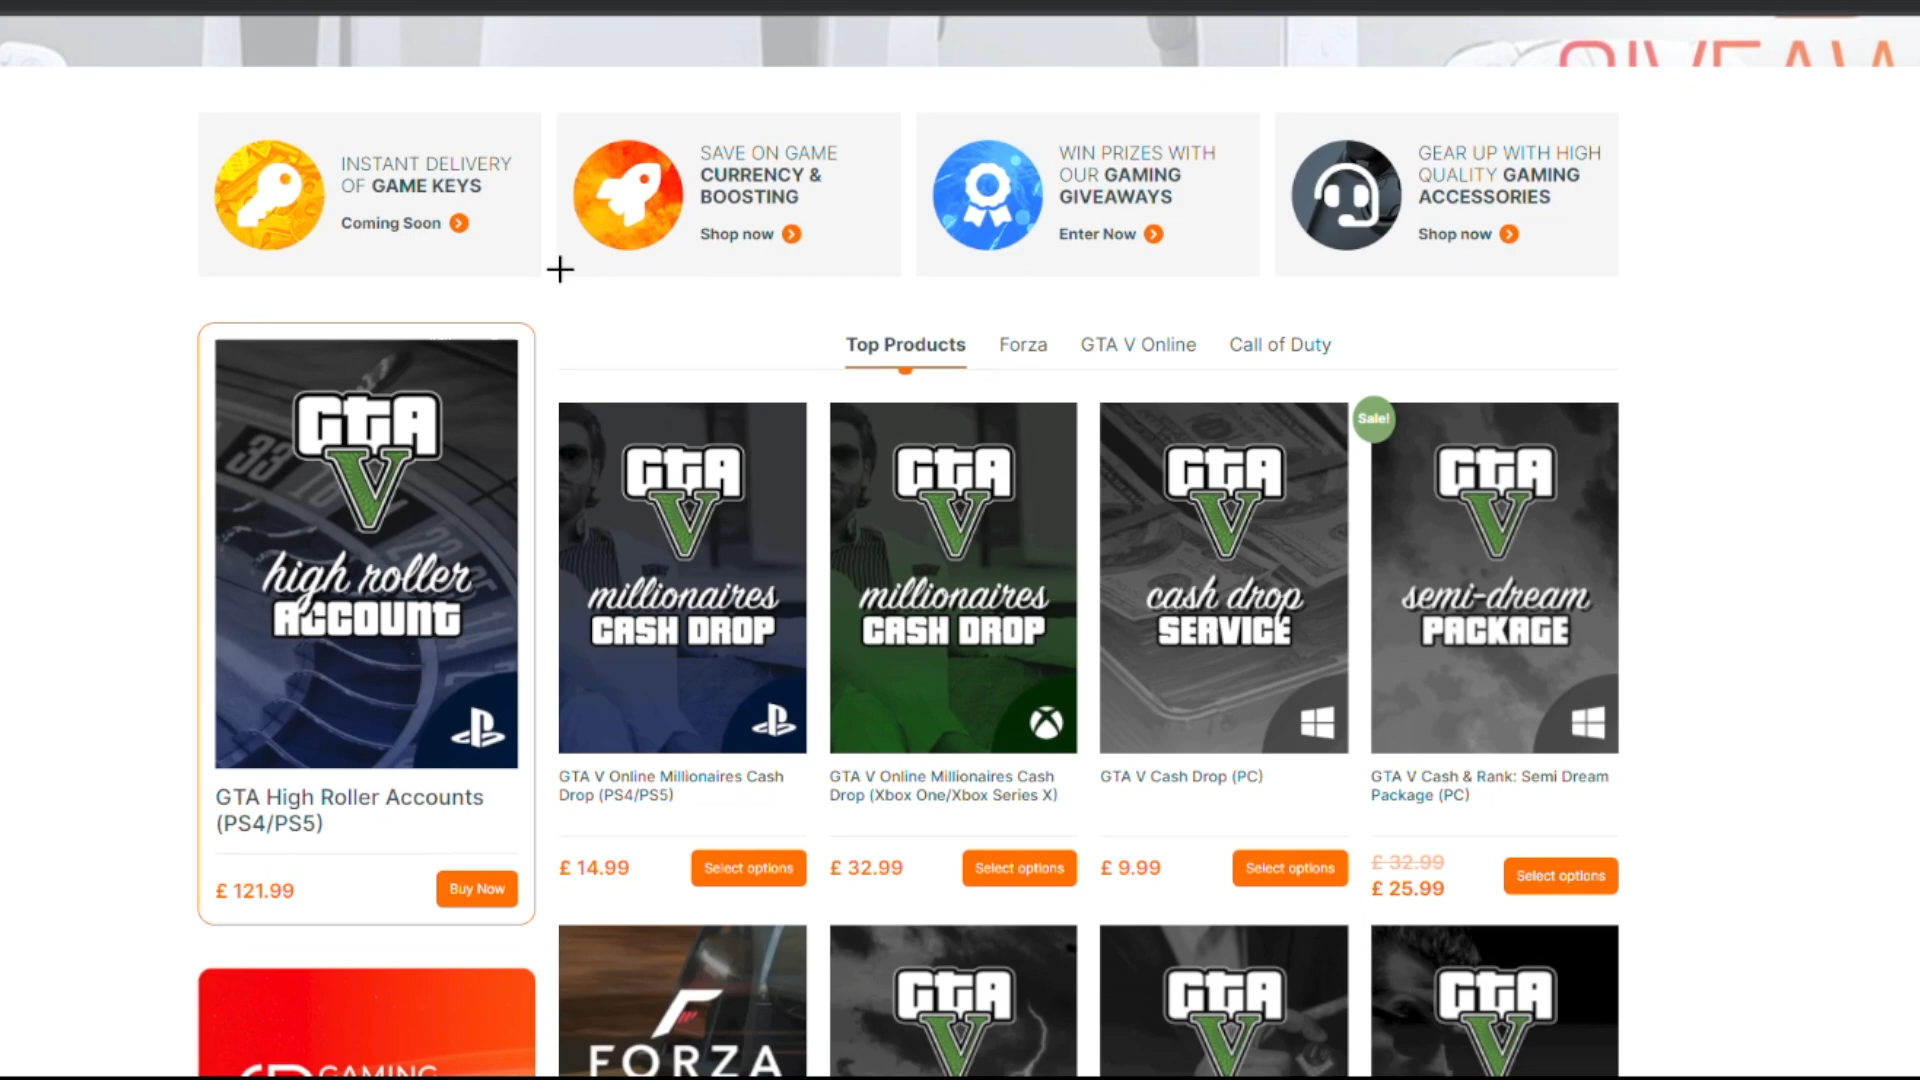 GIVEAW
INSTANT DELIVERY
OF GAME KEYS
Coming Soon
SAVE ON GAME
CURRENCY &
BOOSTING
Shop now
WIN PRIZES WITH
OUR GAMING
GIVEAWAYS
Enter Now
GEAR UP WITH HIGH
QUALITY GAMING
ACCESSORIES
Shop now
Top Products
Forza
GTA V Online
Call of Duty
GTA
V
high roller
ACCOUNT
GTA High Roller Accounts
(PS4/PS5)
£ 121.99
Buy Now
GTA
V
millionaires
CASH DROP
GTA V Online Millionaires Cash
Drop (PS4/PS5)
£ 14.99
Select options
GTA
V
millionaires
CASH DROP
GTA V Online Millionaires Cash
Drop (Xbox One/Xbox Series X)
£ 32.99
Select options
GTA
V
cash drop
SERVICE
GTA V Cash Drop (PC)
£ 9.99
Select options
Sale!
GTA
V
semi-dream
PACKAGE
GTA V Cash & Rank: Semi Dream
Package (PC)
£ 32.99
£ 25.99
Select options
GAMING
FORZA
GTA
V
GTA
V
GTA
V